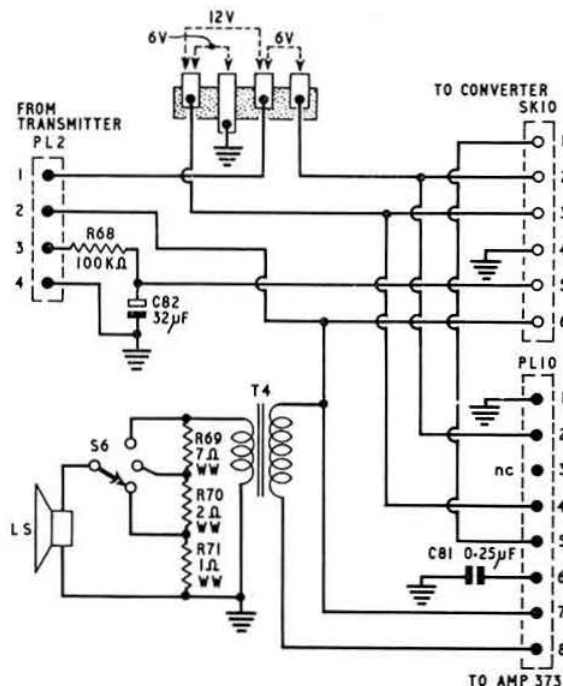 12V
6V
6V
FROM
TRANSMITTER
PL2
1
2
3
4
R68
100KΩ
C82
32µF
TO CONVERTER
SK10
1
2
3
4
5
6
PL10
1
2
nc
3
4
5
C81 0·25µF
6
7
8
TO AMP 373
T4
S6
LS
R69
7Ω
WW
R70
2Ω
WW
R71
1Ω
WW